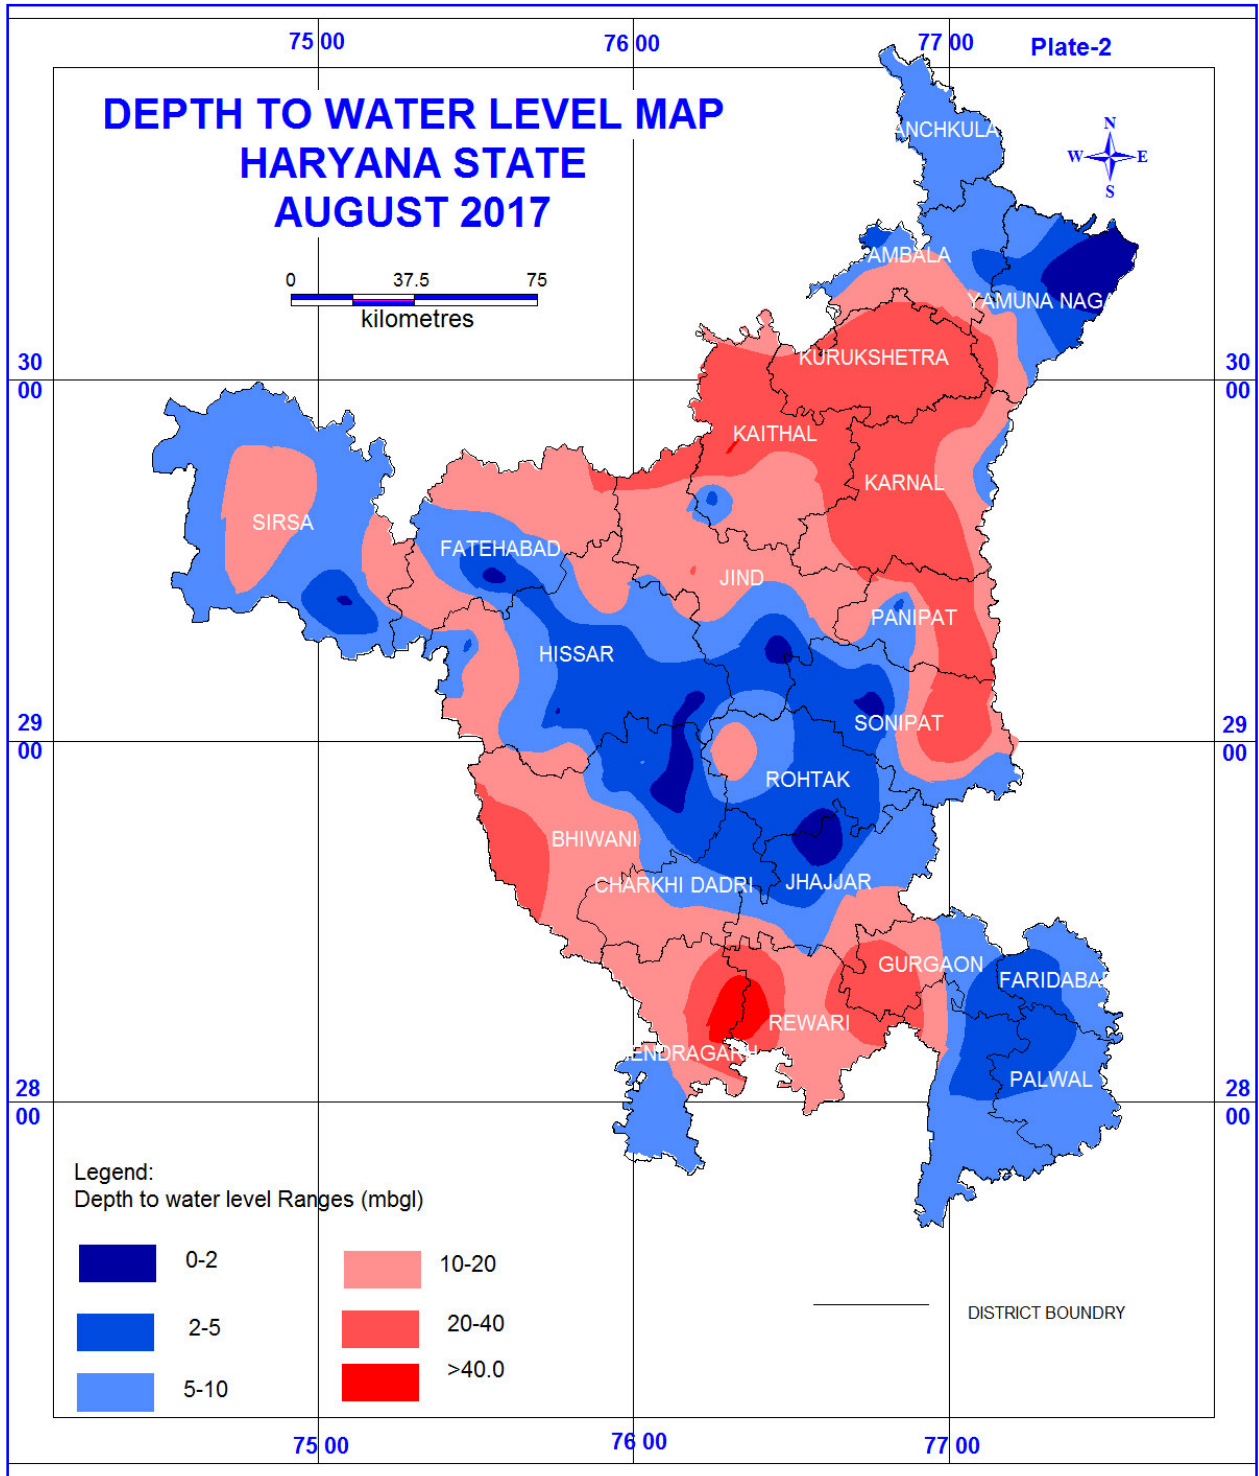 75 00
76 00
77 00
Plate-2
DEPTH TO WATER LEVEL MAP
HARYANA STATE
AUGUST 2017
N
W
E
S
0
37.5
75
kilometres
ANCHKULA
AMBALA
YAMUNA NAGA
30
00
30
00
KURUKSHETRA
KAITHAL
KARNAL
SIRSA
FATEHABAD
JIND
PANIPAT
HISSAR
SONIPAT
29
00
29
00
ROHTAK
BHIWANI
CHARKHI DADRI
JHAJJAR
GURGAON
FARIDABA
REWARI
ENDRAGARH
PALWAL
28
00
28
00
Legend:
Depth to water level Ranges (mbgl)
0-2
10-20
2-5
20-40
5-10
>40.0
DISTRICT BOUNDRY
75 00
76 00
77 00